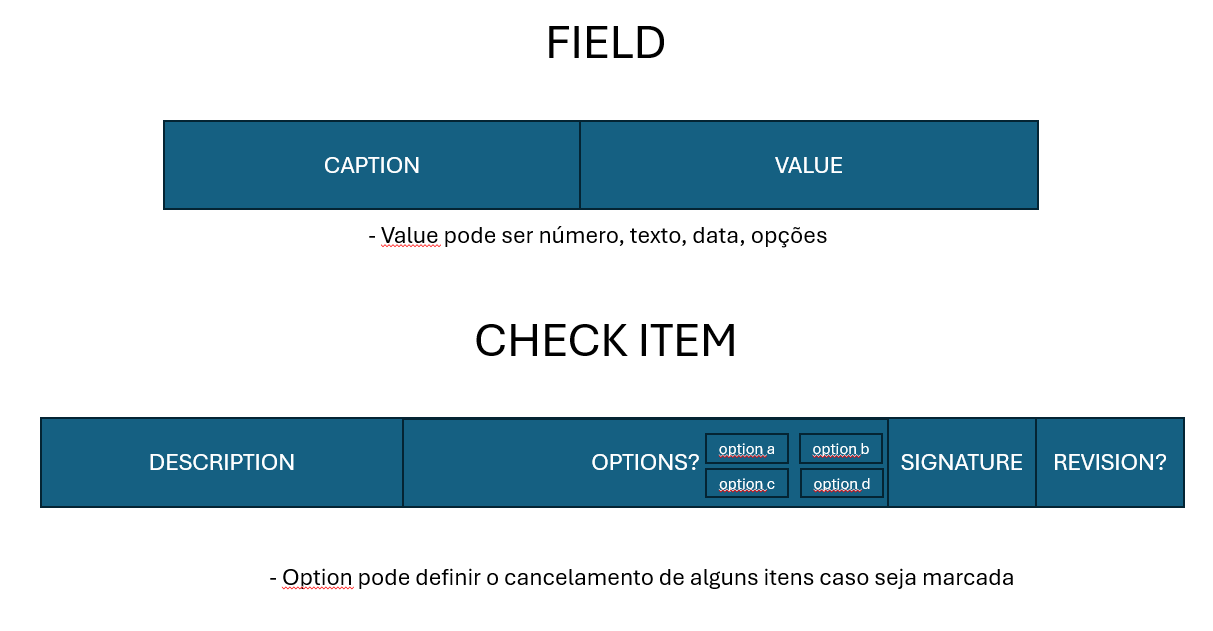 FIELD
CAPTION VALUE
- Value pode ser número, texto, data, opções
CHECK ITEM
DESCRIPTION OPTIONS? option a option b SIGNATURE REVISION?
option c option d
- Option pode definir o cancelamento de alguns itens caso seja marcada